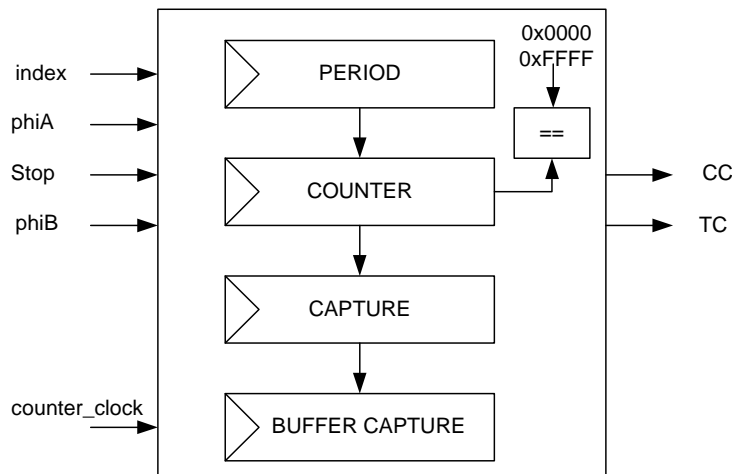 0x0000
0xFFFF
index
PERIOD
phiA
==
Stop
COUNTER
CC
phiB
TC
CAPTURE
counter_clock
BUFFER CAPTURE